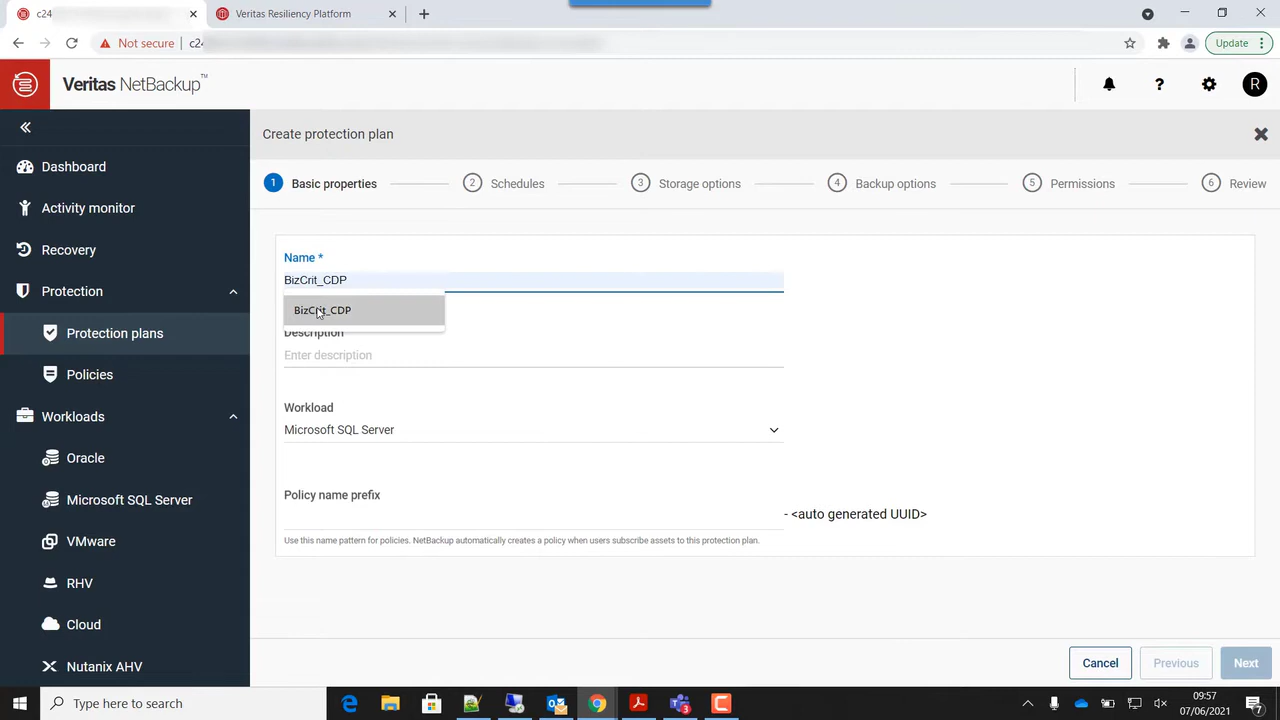 c24
Veritas Resiliency Platform
Not secure
c24
Update
Veritas NetBackup™
R
Create protection plan
1 Basic properties
2 Schedules
3 Storage options
4 Backup options
5 Permissions
6 Review
Dashboard
Activity monitor
Recovery
Protection
Protection plans
Policies
Workloads
Oracle
Microsoft SQL Server
VMware
RHV
Cloud
Nutanix AHV
Name *
BizCrit_CDP
BizCrit_CDP
Description
Enter description
Workload
Microsoft SQL Server
Policy name prefix
- <auto generated UUID>
Use this name pattern for policies. NetBackup automatically creates a policy when users subscribe assets to this protection plan.
Cancel
Previous
Next
Type here to search
09:57
07/06/2021